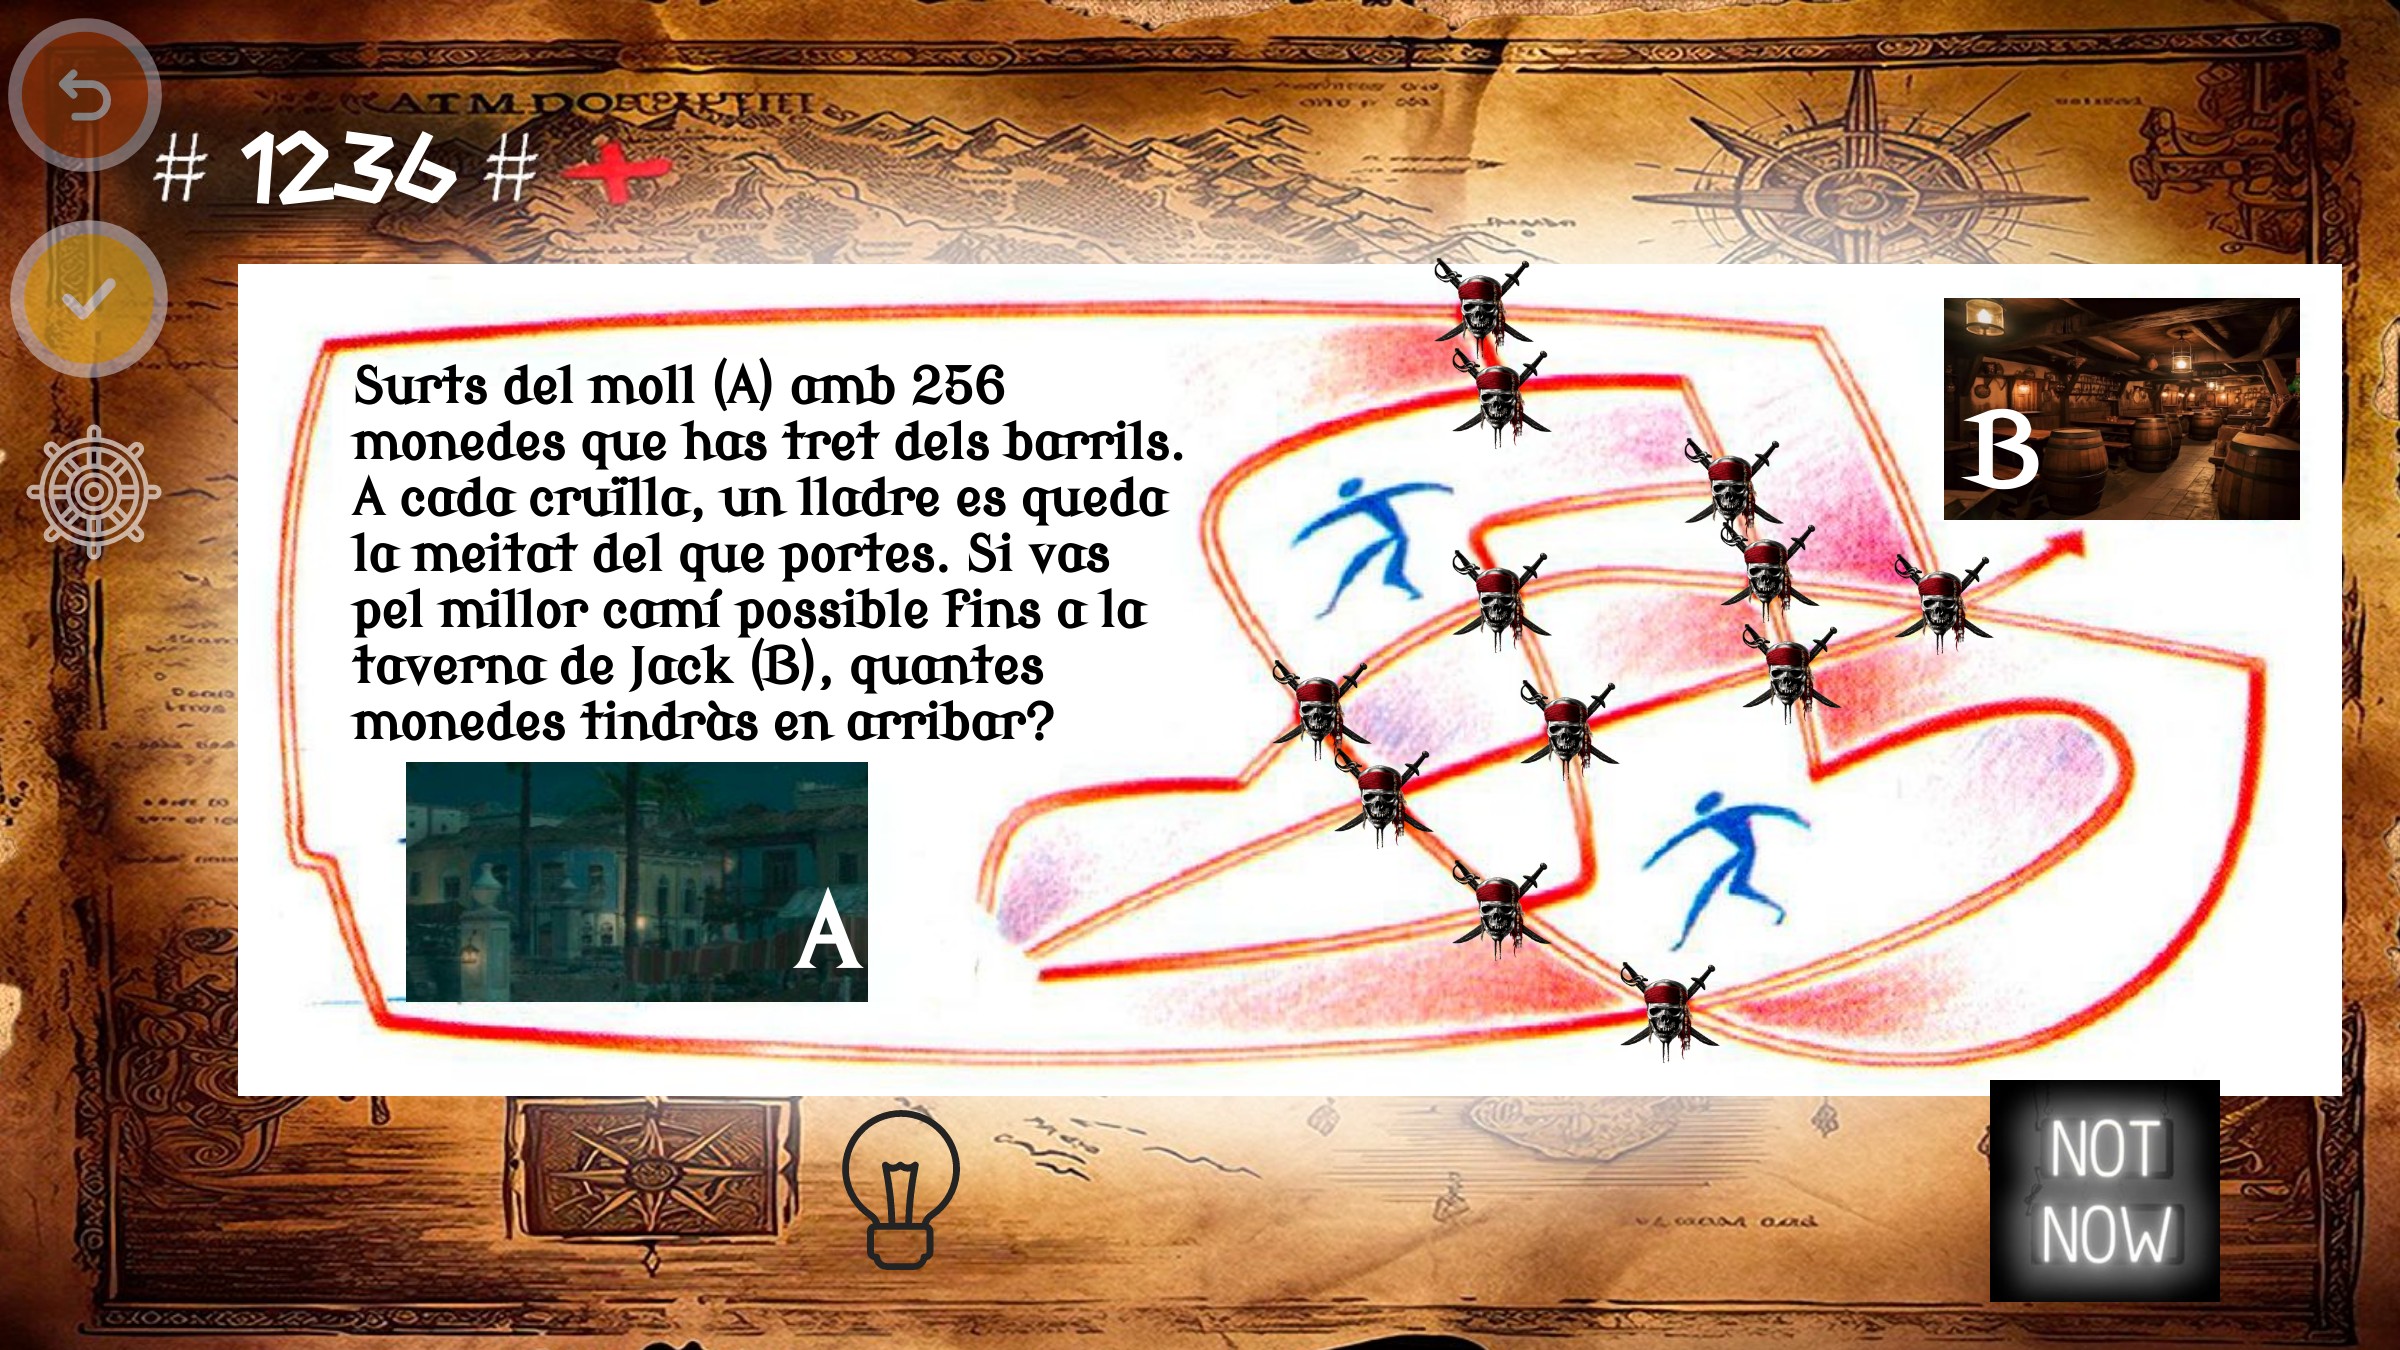 # 1236 #
Surts del moll (A) amb 256
monedes que has tret dels barrils.
A cada cruïlla, un lladre es queda
la meitat del que portes. Si vas
pel millor camí possible fins a la
taverna de Jack (B), quantes
monedes tindràs en arribar?
B
A
NOT
NOW